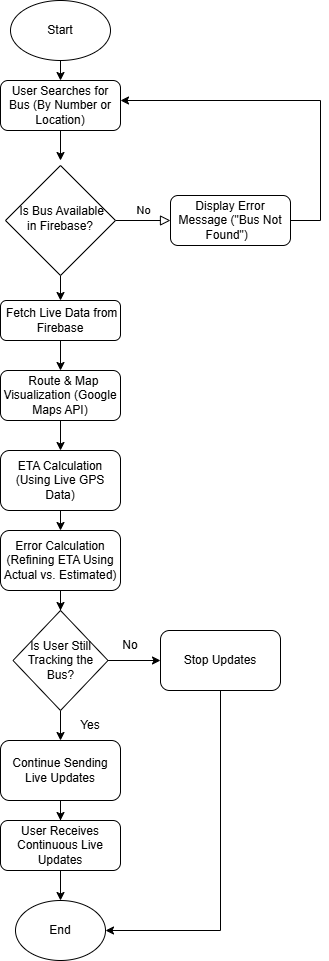 Start
User Searches for
Bus (By Number or
Location)
Is Bus Available
in Firebase?
No
Display Error
Message ("Bus Not
Found")
Fetch Live Data from
Firebase
Route & Map
Visualization (Google
Maps API)
ETA Calculation
(Using Live GPS
Data)
Error Calculation
(Refining ETA Using
Actual vs. Estimated)
Is User Still
Tracking the
Bus?
No
Stop Updates
Yes
Continue Sending
Live Updates
User Receives
Continuous Live
Updates
End